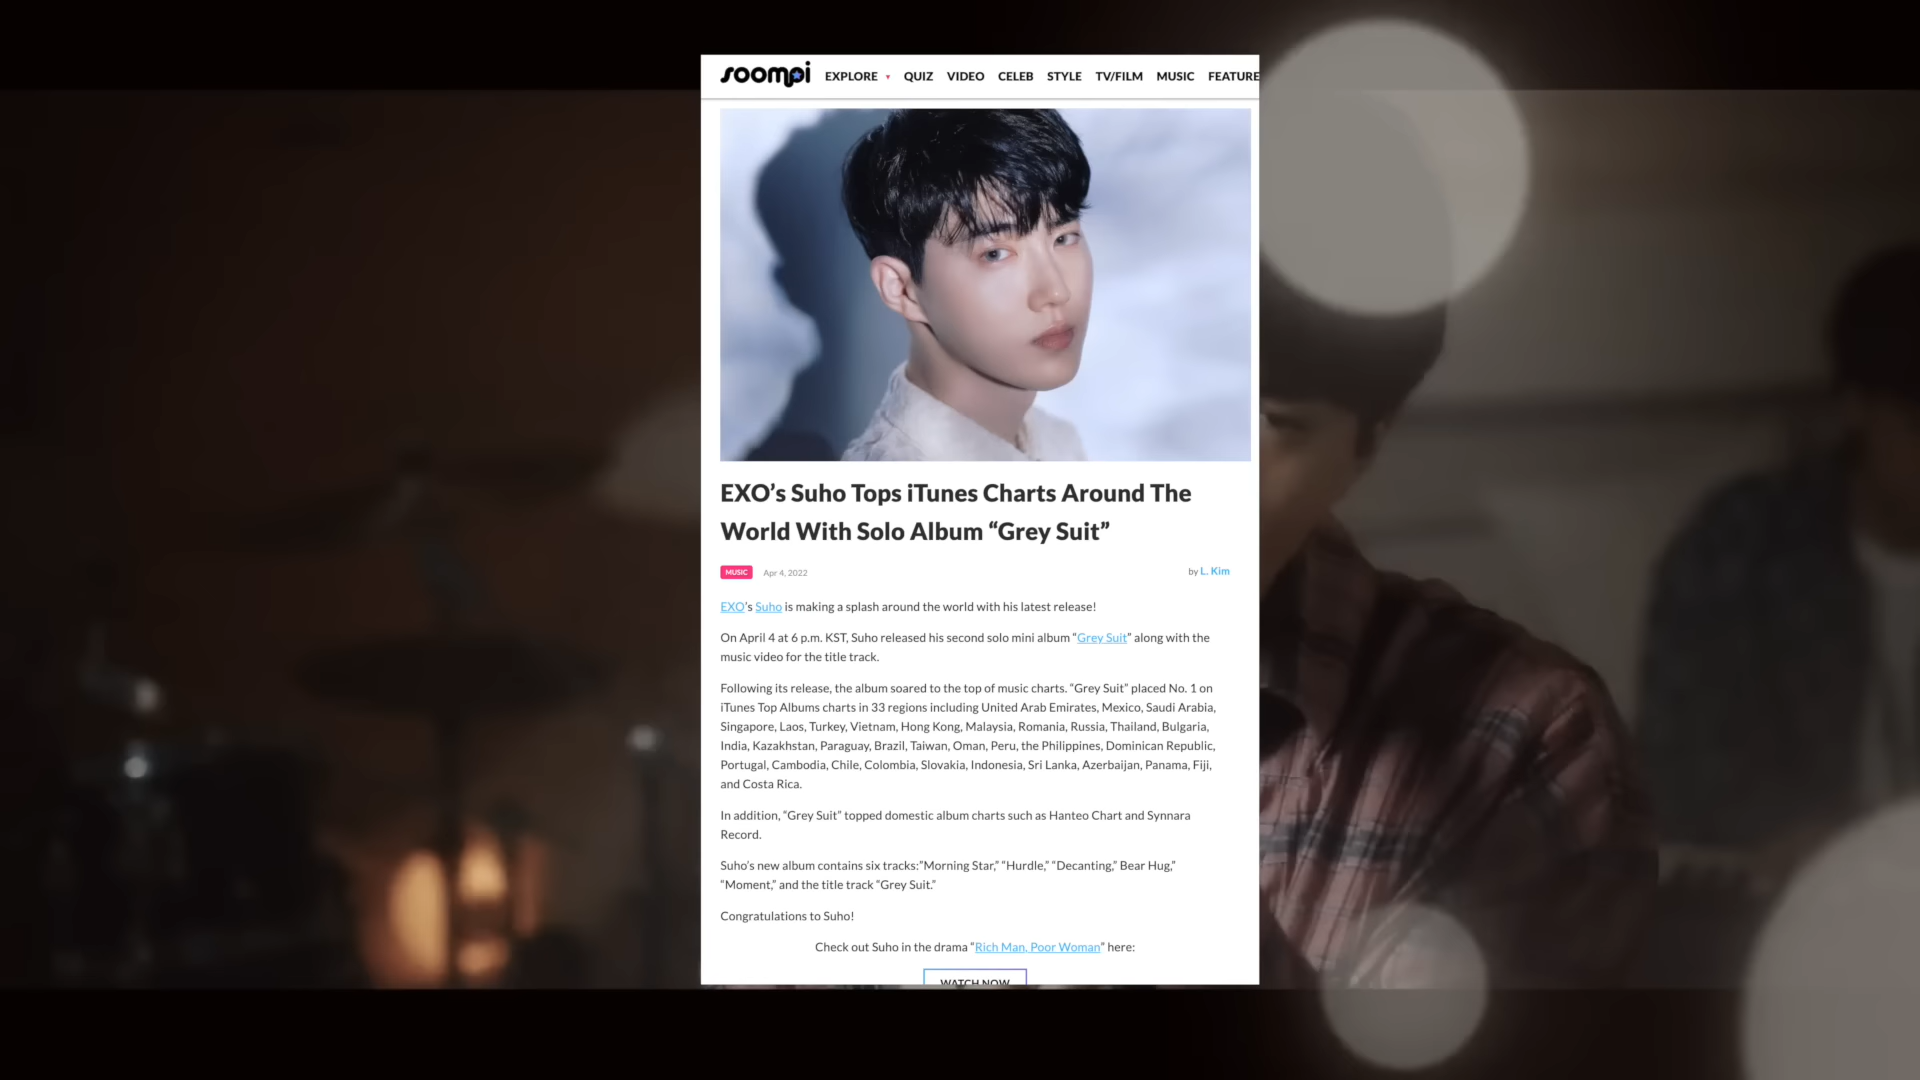 soompi EXPLORE QUIZ VIDEO CELEB STYLE TV/FILM MUSIC FEATURE
EXO’s Suho Tops iTunes Charts Around The
World With Solo Album “Grey Suit”
MUSIC Apr 4, 2022 by L. Kim
EXO’s Suho is making a splash around the world with his latest release!
On April 4 at 6 p.m. KST, Suho released his second solo mini album “Grey Suit” along with the
music video for the title track.
Following its release, the album soared to the top of music charts. “Grey Suit” placed No. 1 on
iTunes Top Albums charts in 33 regions including United Arab Emirates, Mexico, Saudi Arabia,
Singapore, Laos, Turkey, Vietnam, Hong Kong, Malaysia, Romania, Russia, Thailand, Bulgaria,
India, Kazakhstan, Paraguay, Brazil, Taiwan, Oman, Peru, the Philippines, Dominican Republic,
Portugal, Cambodia, Chile, Colombia, Slovakia, Indonesia, Sri Lanka, Azerbaijan, Panama, Fiji,
and Costa Rica.
In addition, “Grey Suit” topped domestic album charts such as Hanteo Chart and Synnara
Record.
Suho’s new album contains six tracks:”Morning Star,” “Hurdle,” “Decanting,” Bear Hug,”
“Moment,” and the title track “Grey Suit.”
Congratulations to Suho!
Check out Suho in the drama “Rich Man, Poor Woman” here:
WATCH NOW